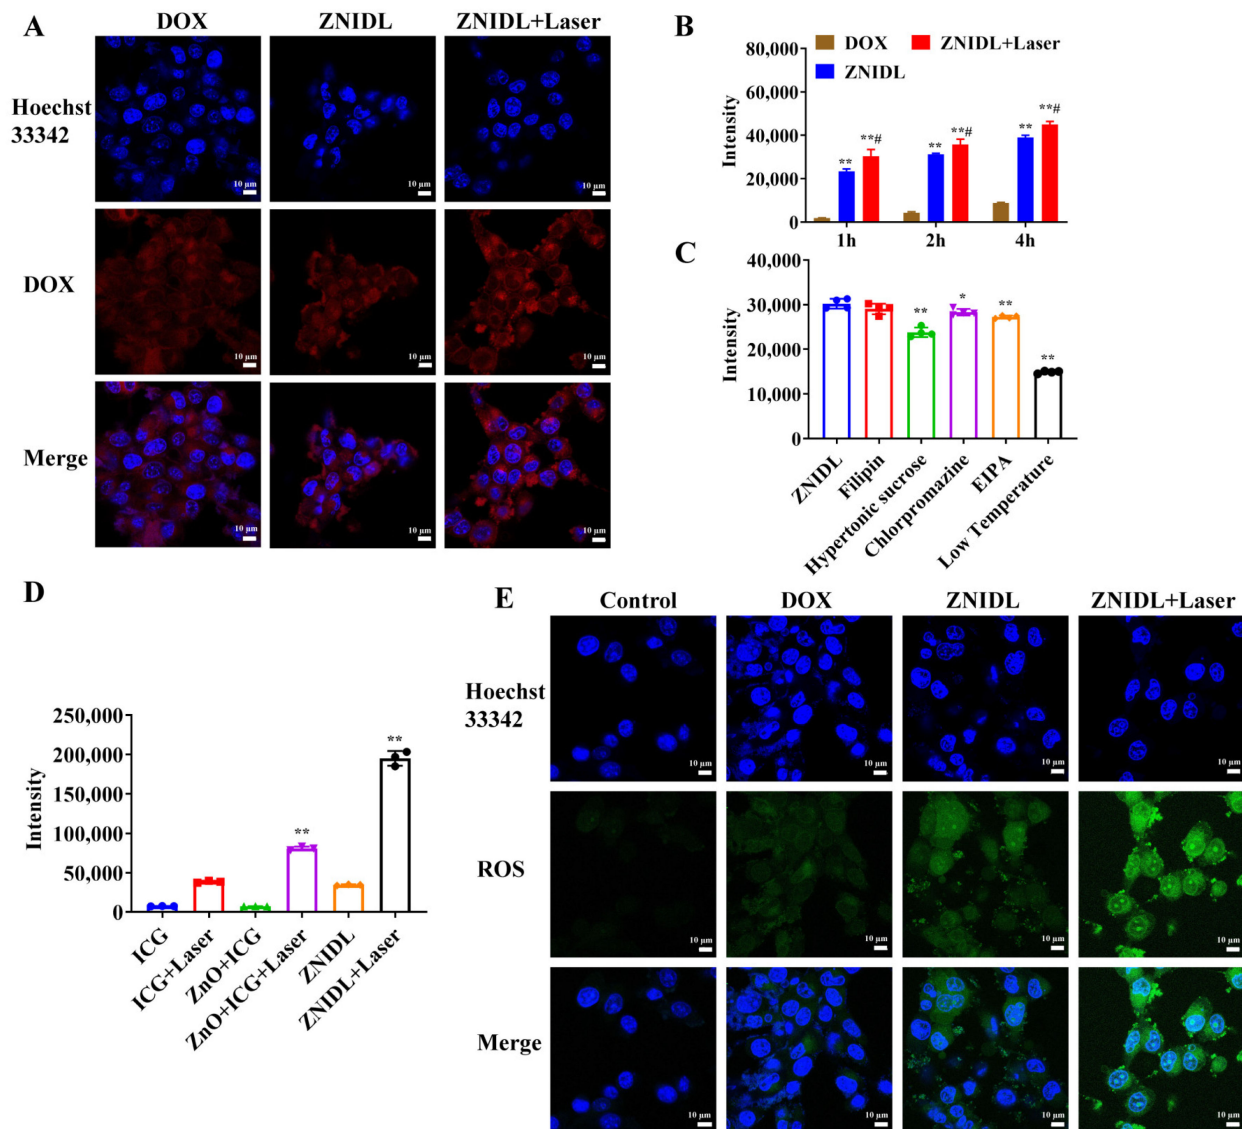 A
DOX
ZNIDL
ZNIDL+Laser
Hoechst
33342
10 μm
10 μm
10 μm
DOX
10 μm
10 μm
10 μm
Merge
10 μm
10 μm
10 μm
B
DOX
ZNIDL+Laser
ZNIDL
Intensity
80,000
60,000
40,000
20,000
0
**
**#
**
**#
**
**#
1h
2h
4h
C
Intensity
40,000
30,000
20,000
10,000
0
**
*
**
**
ZNIDL
Filipin
Hypertonic sucrose
Chlorpromazine
EIPA
Low Temperature
D
Intensity
250,000
200,000
150,000
100,000
50,000
0
**
**
ICG
ICG+Laser
ZnO+ICG
ZnO+ICG+Laser
ZNIDL
ZNIDL+Laser
E
Control
DOX
ZNIDL
ZNIDL+Laser
Hoechst
33342
10 μm
10 μm
10 μm
10 μm
ROS
10 μm
10 μm
10 μm
10 μm
Merge
10 μm
10 μm
10 μm
10 μm